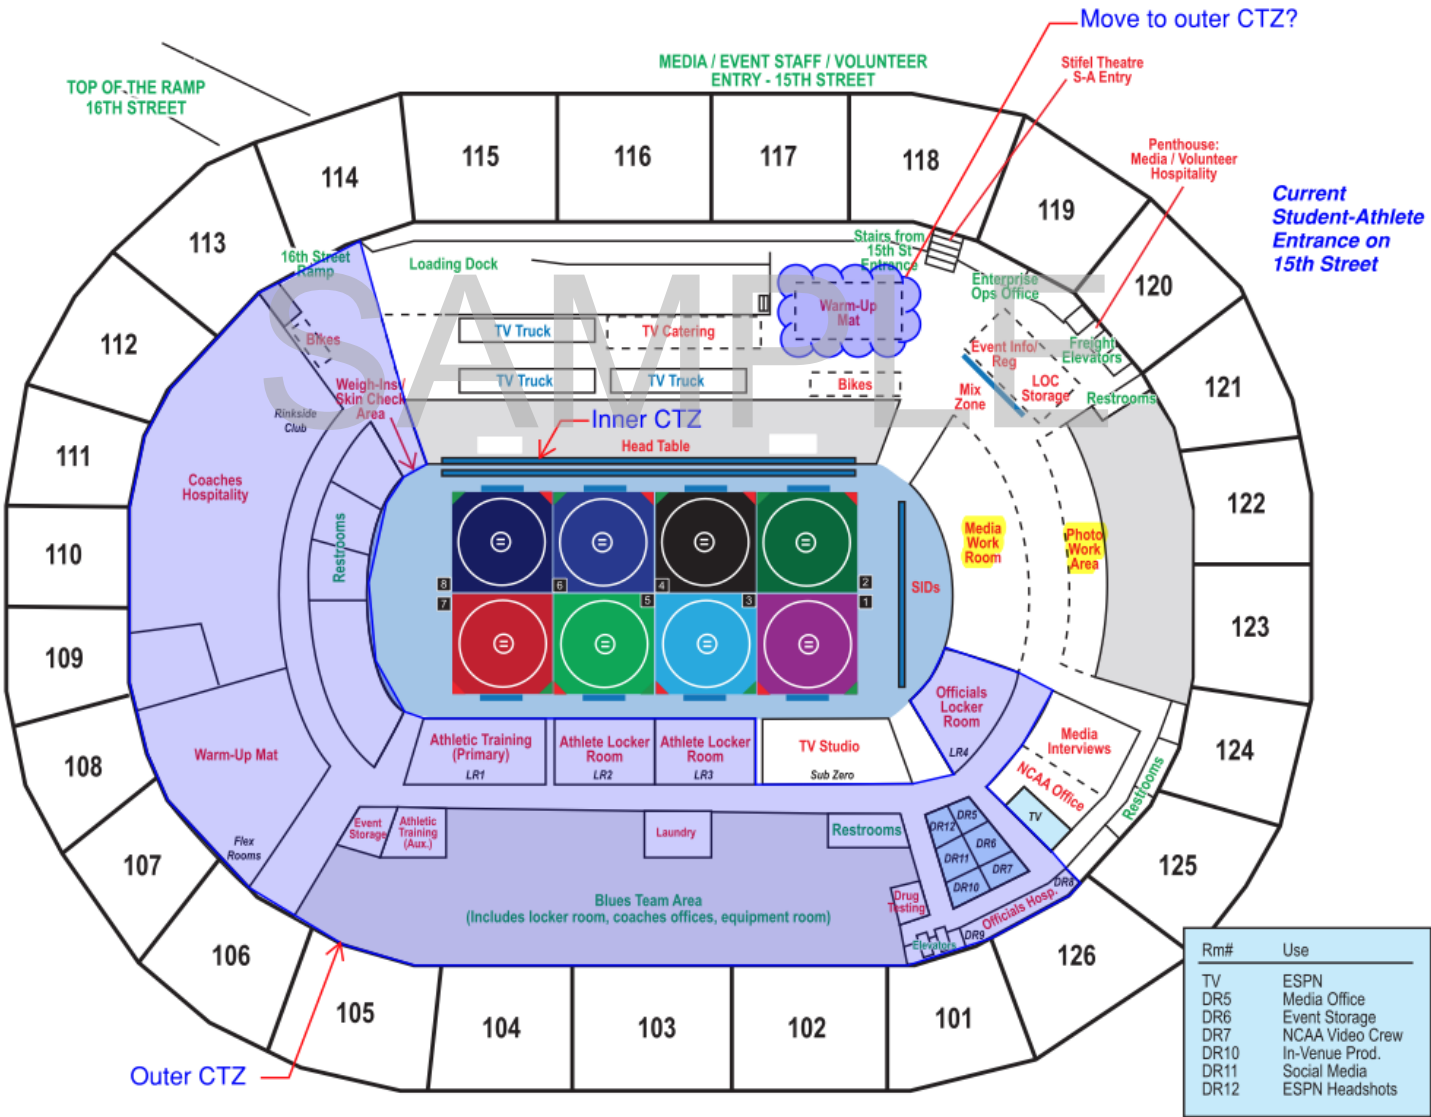 Move to outer CTZ?
MEDIA / EVENT STAFF / VOLUNTEER
ENTRY - 15TH STREET
Stifel Theatre
S-A Entry
TOP OF THE RAMP
16TH STREET
Penthouse:
Media / Volunteer
Hospitality
Current
Student-Athlete
Entrance on
15th Street
115
116
117
118
114
119
113
120
112
121
111
122
110
123
109
124
108
125
107
126
106
105
104
103
102
101
SAMPLE
16th Street
Ramp
Loading Dock
Stairs from
15th St
Entrance
Enterprise
Ops Office
Warm-Up
Mat
TV Truck
TV Catering
Bikes
Event Info/
Reg
Freight
Elevators
TV Truck
TV Truck
Bikes
Mix
Zone
LOC
Storage
Restrooms
Weigh-Ins/
Skin Check
Area
Rinkside
Club
Inner CTZ
Head Table
Coaches
Hospitality
Restrooms
Media
Work
Room
Photo
Work
Area
SIDs
8
6
4
2
7
5
3
1
Officials
Locker
Room
LR4
Athletic Training
(Primary)
LR1
Athlete Locker
Room
LR2
Athlete Locker
Room
LR3
TV Studio
Sub Zero
Media
Interviews
NCAA Office
TV
Restrooms
Warm-Up Mat
Flex
Rooms
Event
Storage
Athletic
Training
(Aux.)
Laundry
Restrooms
DR12
DR5
DR6
DR11
DR7
DR10
DR8
Blues Team Area
(Includes locker room, coaches offices, equipment room)
Drug
Testing
Officials Hosp.
DR9
Elevators
Outer CTZ
Rm# Use
TV ESPN
DR5 Media Office
DR6 Event Storage
DR7 NCAA Video Crew
DR10 In-Venue Prod.
DR11 Social Media
DR12 ESPN Headshots